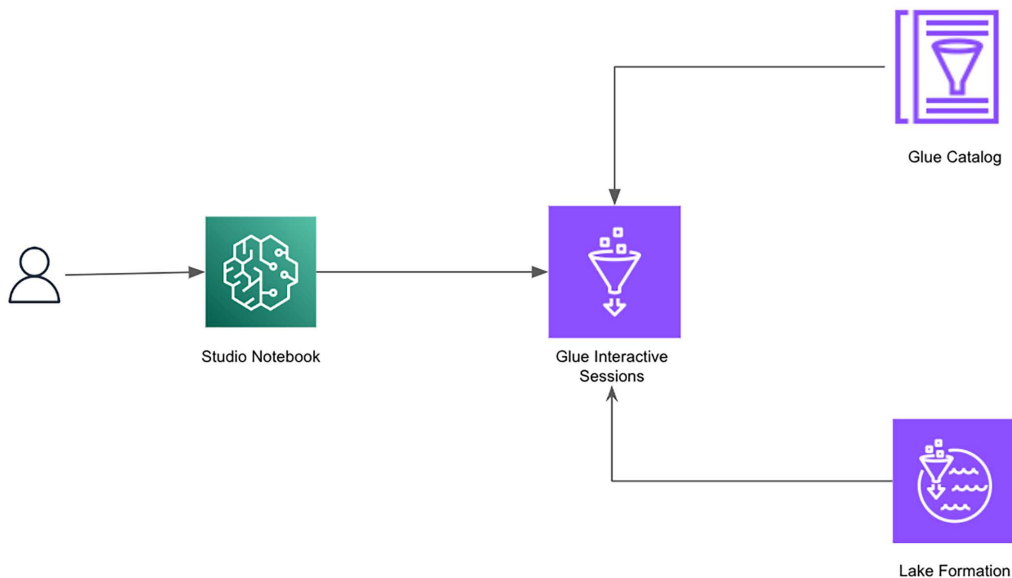 Glue Catalog
Studio Notebook
Glue Interactive
Sessions
Lake Formation